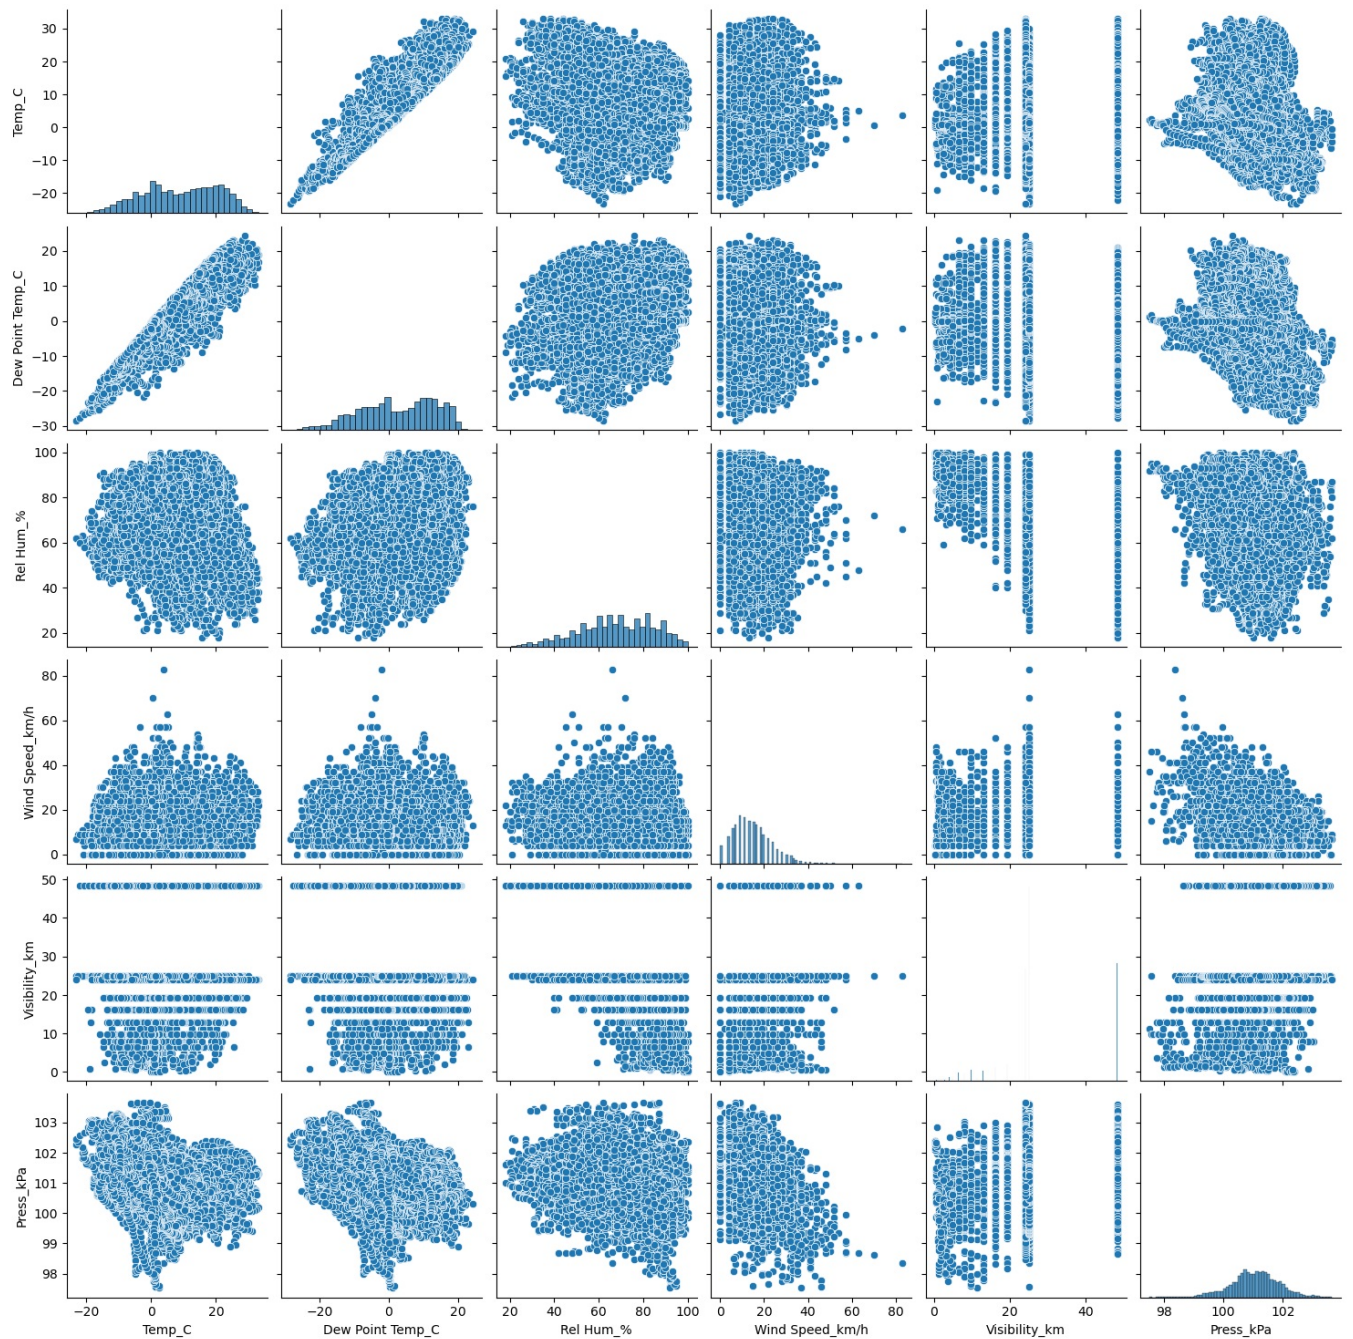 30
20
10
0
−10
−20
Temp_C
20
10
0
−10
−20
−30
Dew Point Temp_C
100
80
60
40
20
Rel Hum_%
80
60
40
20
0
Wind Speed_km/h
50
40
30
20
10
0
Visibility_km
103
102
101
100
99
98
Press_kPa
−20 0 20
−20 0 20
20 40 60 80 100
0 20 40 60 80
0 20 40
98 100 102
Temp_C
Dew Point Temp_C
Rel Hum_%
Wind Speed_km/h
Visibility_km
Press_kPa